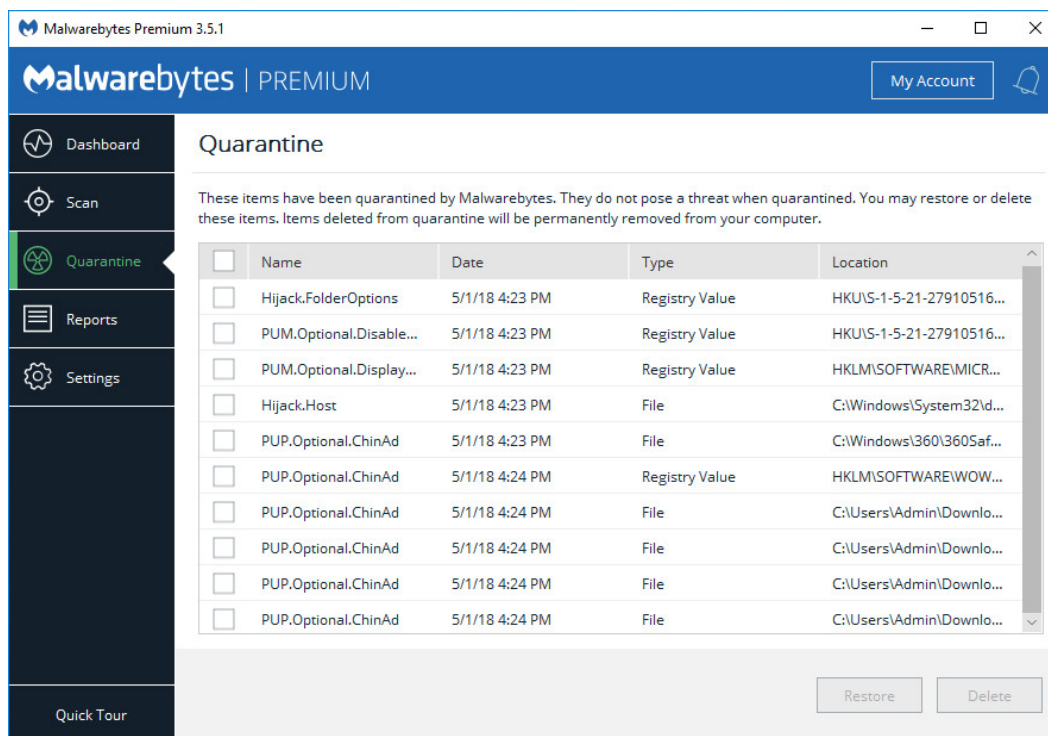 Malwarebytes Premium 3.5.1
Malwarebytes | PREMIUM
My Account
Dashboard
Scan
Quarantine
Reports
Settings
Quick Tour
Quarantine
These items have been quarantined by Malwarebytes. They do not pose a threat when quarantined. You may restore or delete
these items. Items deleted from quarantine will be permanently removed from your computer.
Name Date Type Location
Hijack.FolderOptions 5/1/18 4:23 PM Registry Value HKU\S-1-5-21-27910516...
PUM.Optional.Disable... 5/1/18 4:23 PM Registry Value HKU\S-1-5-21-27910516...
PUM.Optional.Display... 5/1/18 4:23 PM Registry Value HKLM\SOFTWARE\MICR...
Hijack.Host 5/1/18 4:23 PM File C:\Windows\System32\d...
PUP.Optional.ChinAd 5/1/18 4:23 PM File C:\Windows\360\360Saf...
PUP.Optional.ChinAd 5/1/18 4:24 PM Registry Value HKLM\SOFTWARE\WOW...
PUP.Optional.ChinAd 5/1/18 4:24 PM File C:\Users\Admin\Downlo...
PUP.Optional.ChinAd 5/1/18 4:24 PM File C:\Users\Admin\Downlo...
PUP.Optional.ChinAd 5/1/18 4:24 PM File C:\Users\Admin\Downlo...
PUP.Optional.ChinAd 5/1/18 4:24 PM File C:\Users\Admin\Downlo...
Restore Delete